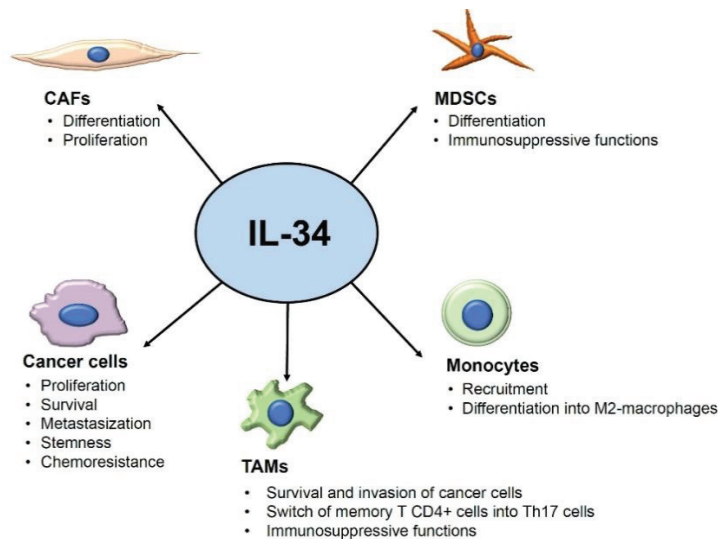 CAFs
• Differentiation
• Proliferation
MDSCs
• Differentiation
• Immunosuppressive functions
IL-34
Cancer cells
• Proliferation
• Survival
• Metastasization
• Stemness
• Chemoresistance
Monocytes
• Recruitment
• Differentiation into M2-macrophages
TAMs
• Survival and invasion of cancer cells
• Switch of memory T CD4+ cells into Th17 cells
• Immunosuppressive functions